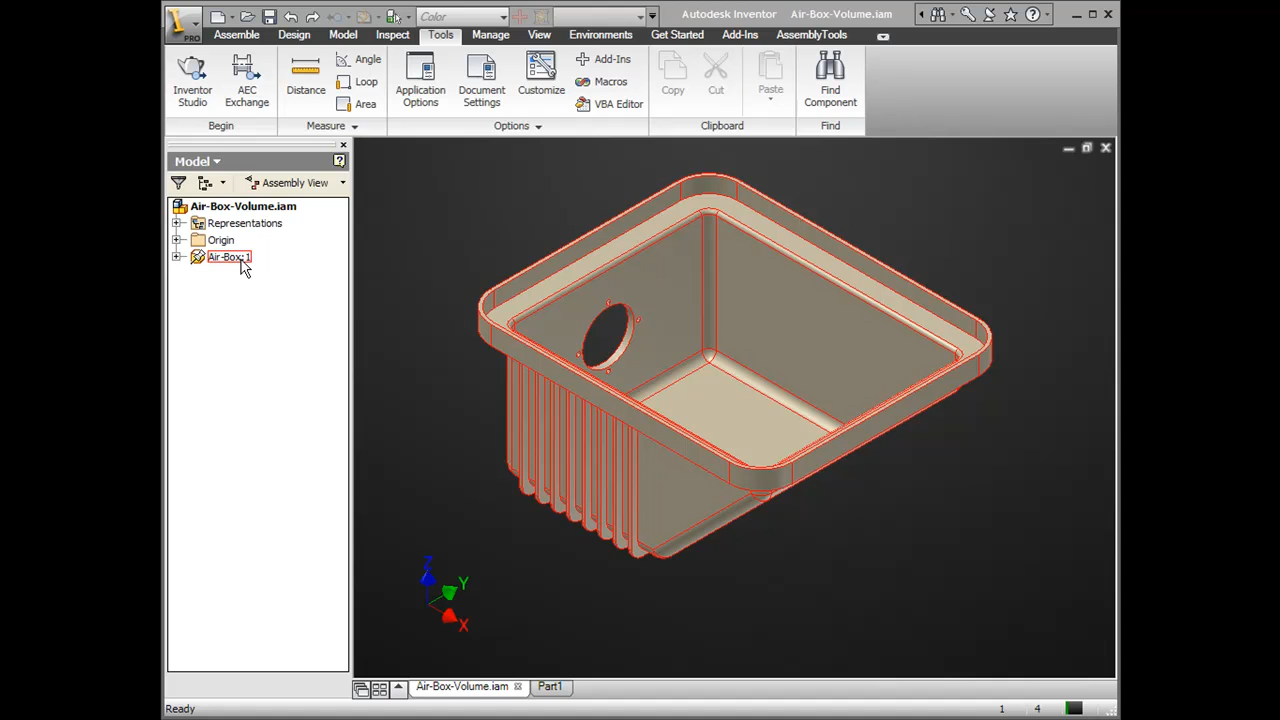 Color
Autodesk Inventor Air-Box-Volume.iam
PRO
Assemble Design Model Inspect Tools Manage View Environments Get Started Add-Ins AssemblyTools
Inventor Studio
AEC Exchange
Begin
Distance
Angle
Loop
Area
Measure
Application Options
Document Settings
Customize
Add-Ins
Macros
VBA Editor
Options
Copy
Cut
Paste
Clipboard
Find Component
Find
Model
Assembly View
Air-Box-Volume.iam
Representations
Origin
Air-Box:1
Z
Y
X
Air-Box-Volume.iam Part1
Ready 1 4